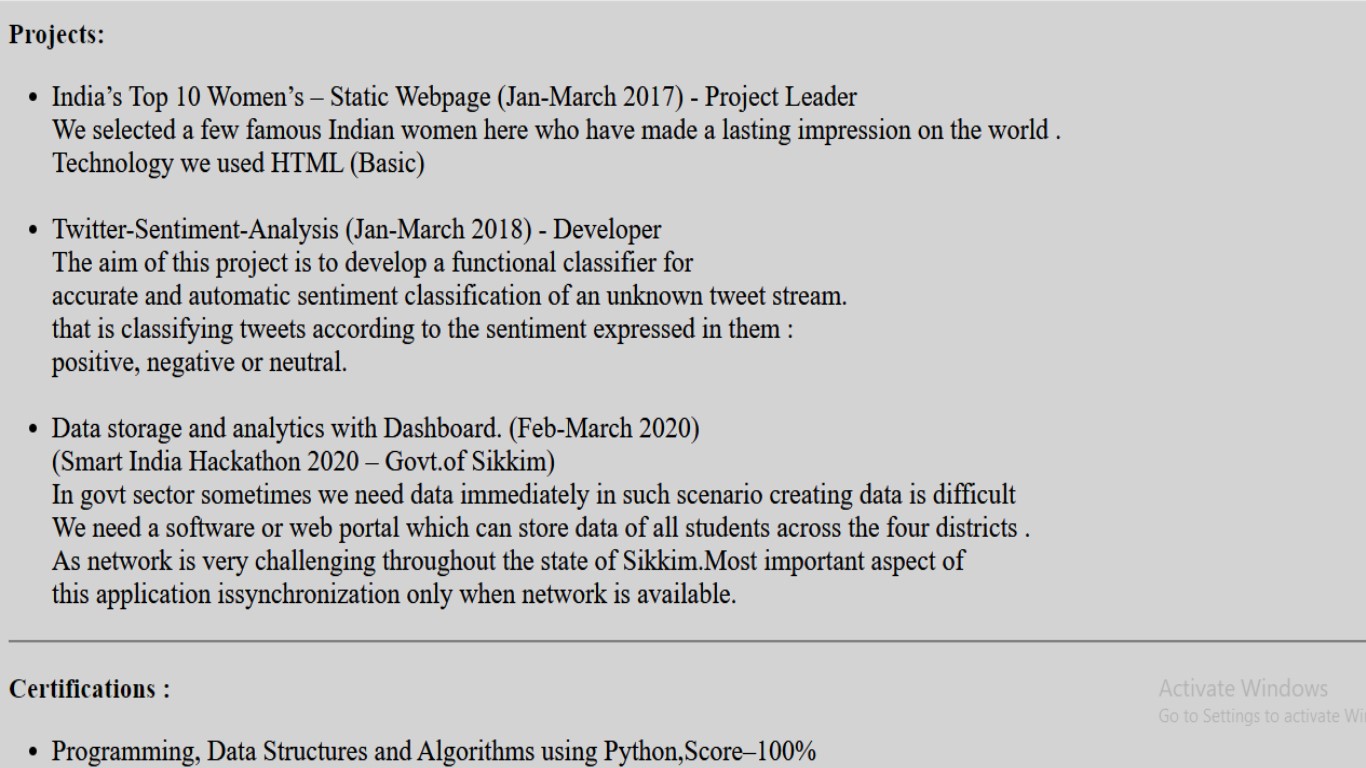 Projects:
• India’s Top 10 Women’s – Static Webpage (Jan-March 2017) - Project Leader
We selected a few famous Indian women here who have made a lasting impression on the world .
Technology we used HTML (Basic)
• Twitter-Sentiment-Analysis (Jan-March 2018) - Developer
The aim of this project is to develop a functional classifier for
accurate and automatic sentiment classification of an unknown tweet stream.
that is classifying tweets according to the sentiment expressed in them :
positive, negative or neutral.
• Data storage and analytics with Dashboard. (Feb-March 2020)
(Smart India Hackathon 2020 – Govt.of Sikkim)
In govt sector sometimes we need data immediately in such scenario creating data is difficult
We need a software or web portal which can store data of all students across the four districts .
As network is very challenging throughout the state of Sikkim.Most important aspect of
this application issynchronization only when network is available.
Certifications :
Activate Windows
Go to Settings to activate Wi
• Programming, Data Structures and Algorithms using Python,Score–100%